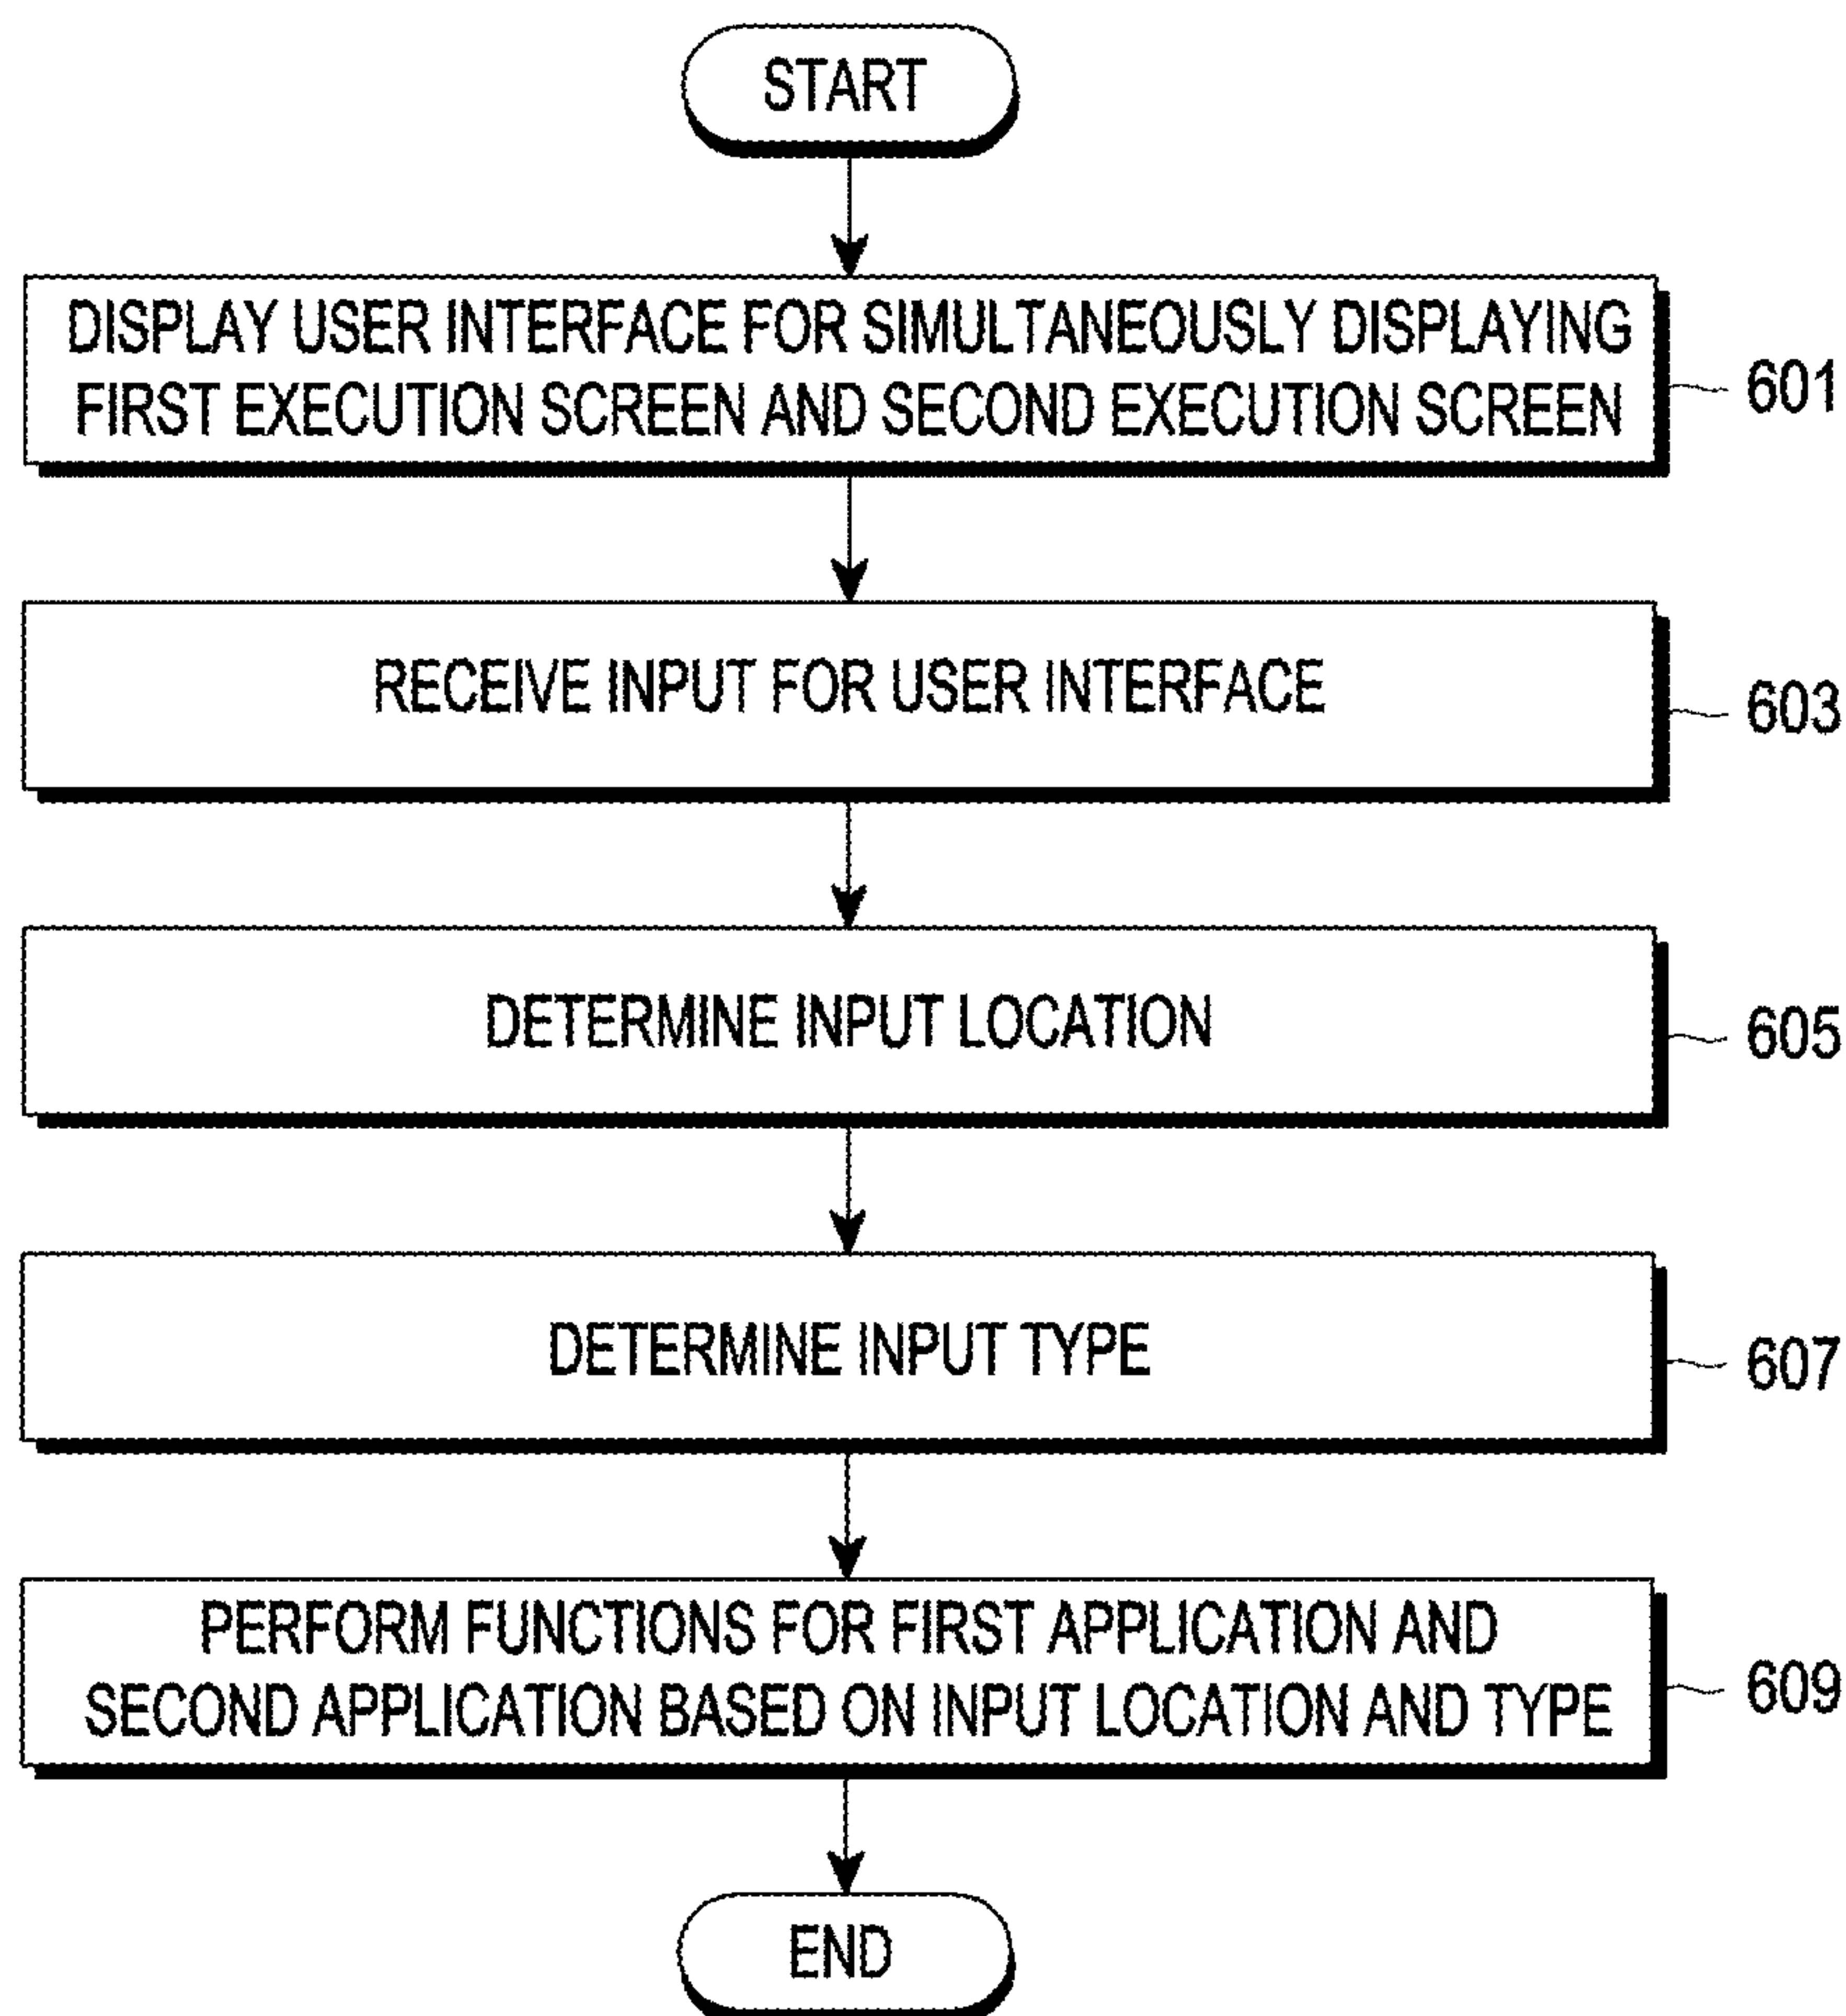 START
DISPLAY USER INTERFACE FOR SIMULTANEOUSLY DISPLAYING
FIRST EXECUTION SCREEN AND SECOND EXECUTION SCREEN
601
RECEIVE INPUT FOR USER INTERFACE
603
DETERMINE INPUT LOCATION
605
DETERMINE INPUT TYPE
607
PERFORM FUNCTIONS FOR FIRST APPLICATION AND
SECOND APPLICATION BASED ON INPUT LOCATION AND TYPE
609
END